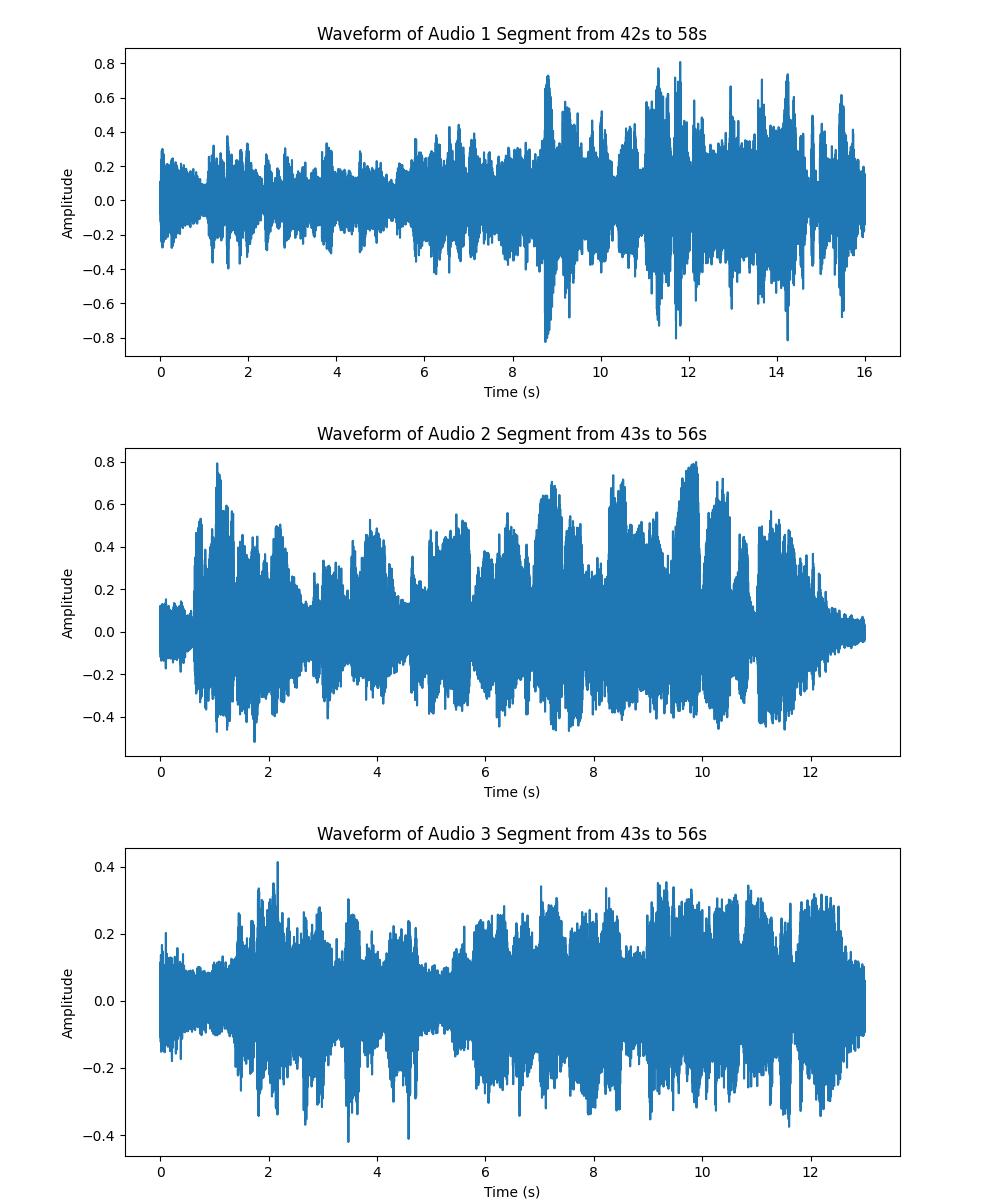 Waveform of Audio 1 Segment from 42s to 58s
0.8
0.6
0.4
0.2
0.0
−0.2
−0.4
−0.6
−0.8
Amplitude
0 2 4 6 8 10 12 14 16
Time (s)
Waveform of Audio 2 Segment from 43s to 56s
0.8
0.6
0.4
0.2
0.0
−0.2
−0.4
Amplitude
0 2 4 6 8 10 12
Time (s)
Waveform of Audio 3 Segment from 43s to 56s
0.4
0.2
0.0
−0.2
−0.4
Amplitude
0 2 4 6 8 10 12
Time (s)